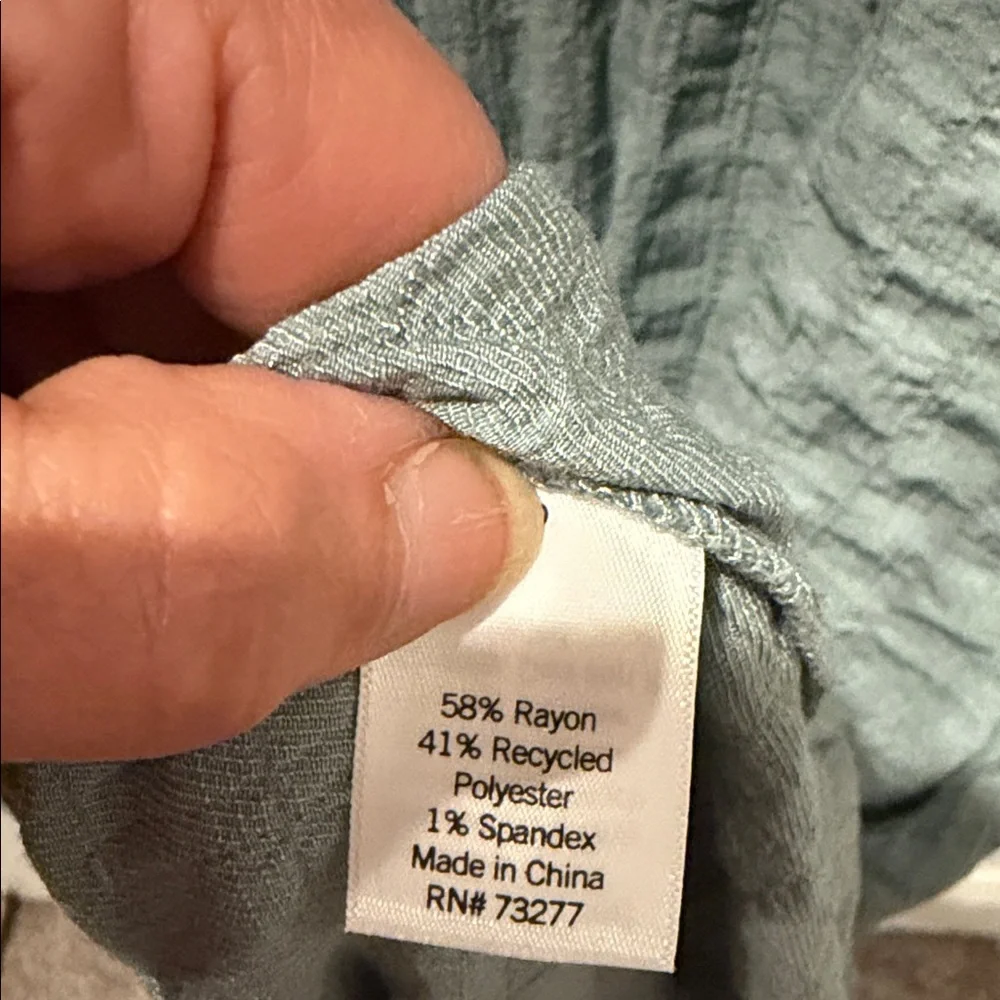 58% Rayon
41% Recycled
Polyester
1% Spandex
Made in China
RN# 73277